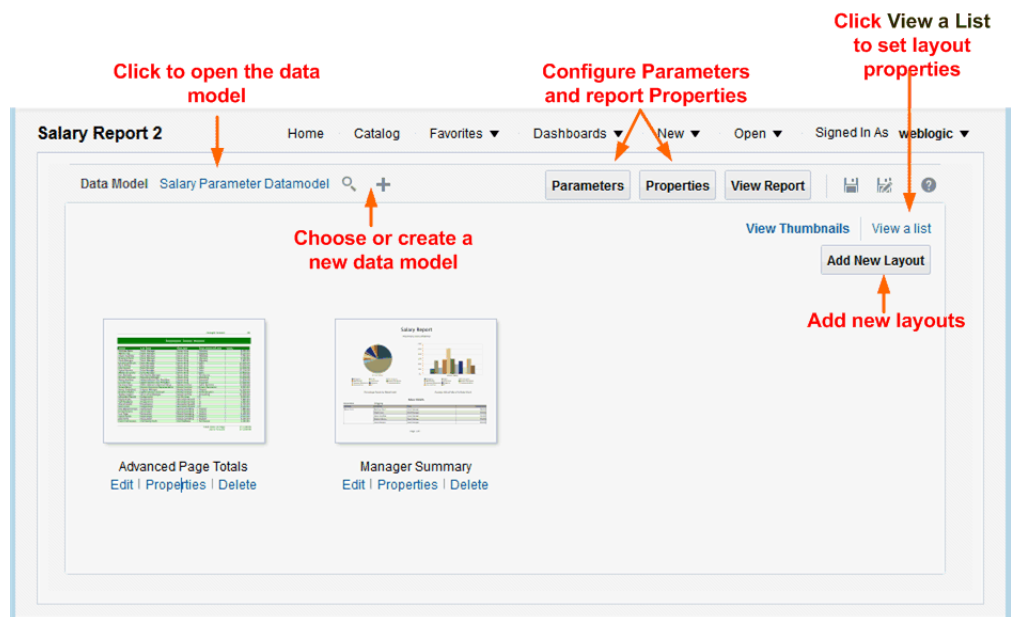 Click View a List
to set layout
properties
Click to open the data
model
Configure Parameters
and report Properties
Salary Report 2
Home Catalog Favorites Dashboards New Open Signed In As weblogic
Data Model Salary Parameter Datamodel Parameters Properties View Report
Choose or create a
new data model
View Thumbnails View a list
Add New Layout
Add new layouts
Salary Report
Advanced Page Totals Manager Summary
Edit | Properties | Delete Edit | Properties | Delete